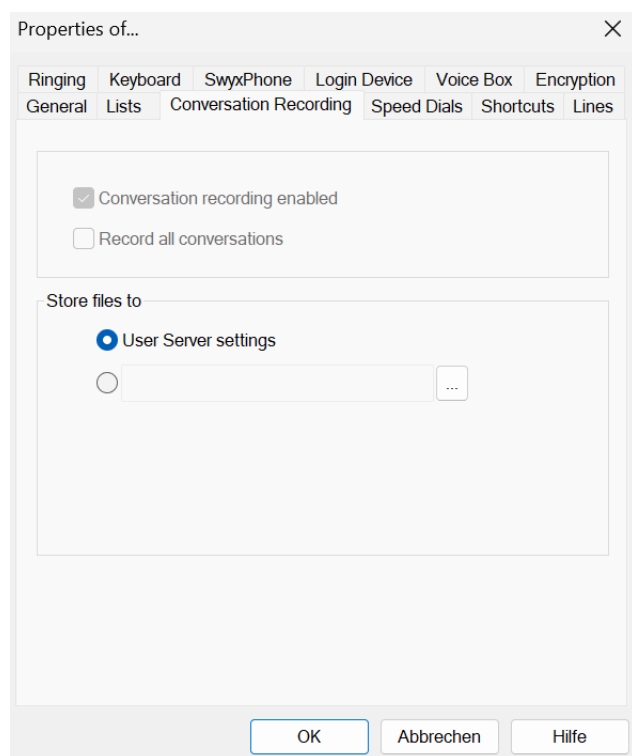 Properties of...
Ringing Keyboard SwyxPhone Login Device Voice Box Encryption
General Lists Conversation Recording Speed Dials Shortcuts Lines
Conversation recording enabled
Record all conversations
Store files to
User Server settings
...
OK Abbrechen Hilfe